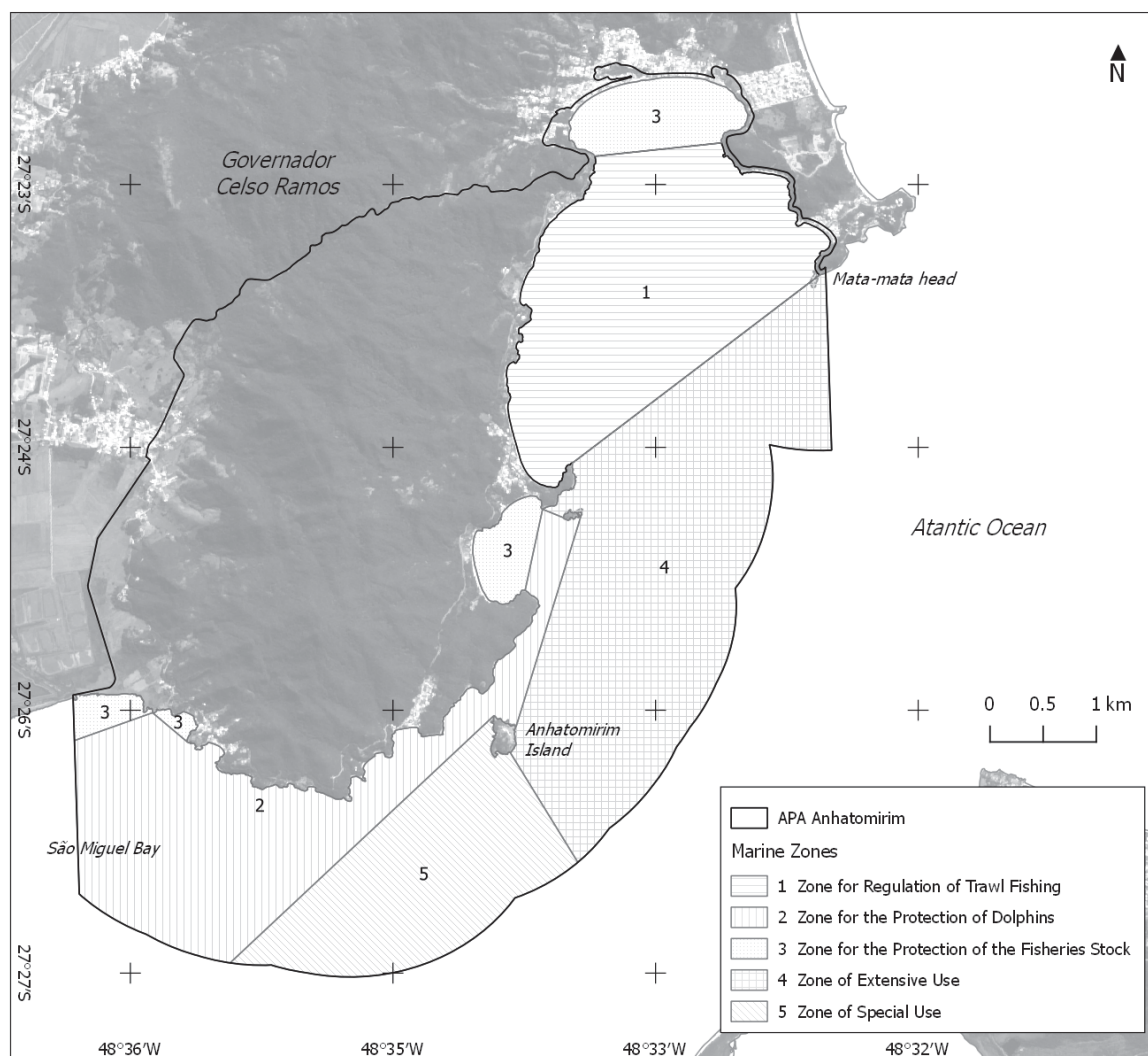 N
3
Governador
Celso Ramos
27°23'S
1
Mata-mata head
27°24'S
3
4
Atantic Ocean
27°26'S
3
3
Anhatomirim
Island
0 0.5 1 km
2
São Miguel Bay
5
APA Anhatomirim
Marine Zones
1 Zone for Regulation of Trawl Fishing
2 Zone for the Protection of Dolphins
3 Zone for the Protection of the Fisheries Stock
4 Zone of Extensive Use
5 Zone of Special Use
27°27'S
48°36'W 48°35'W 48°33'W 48°32'W